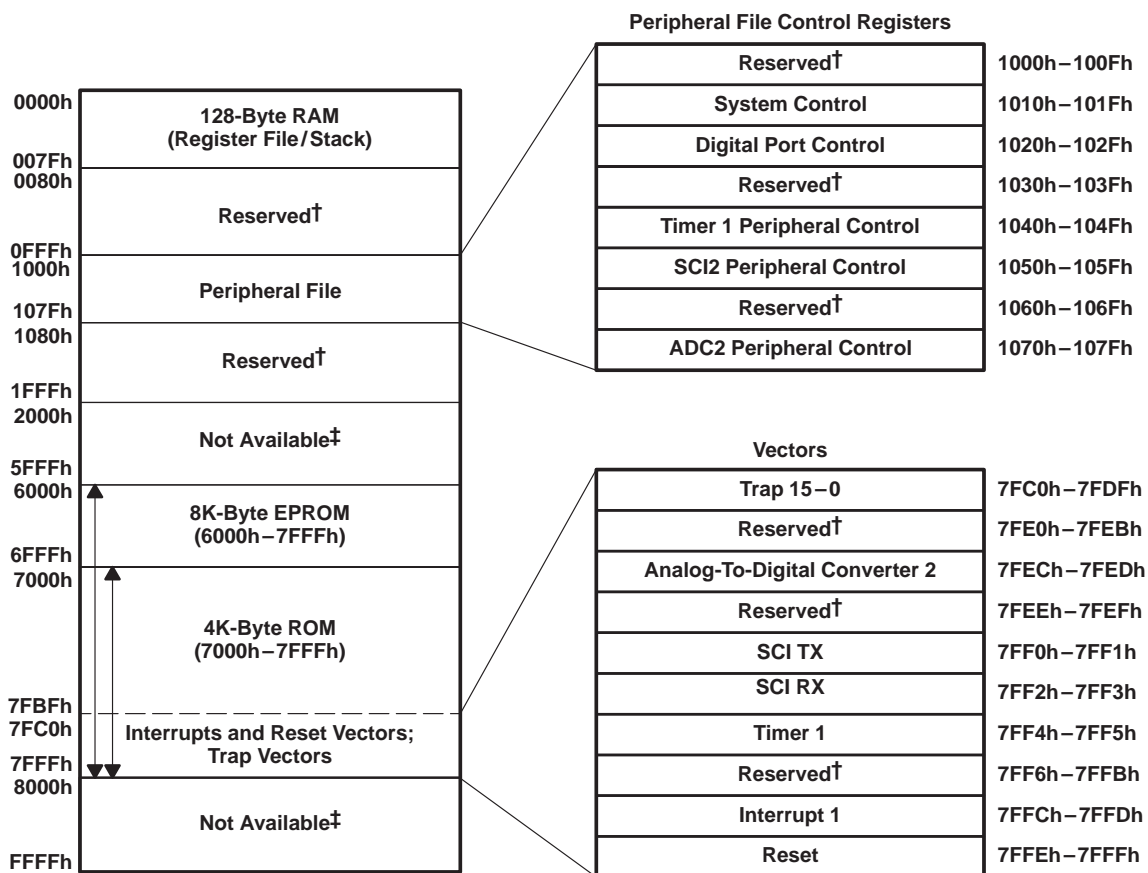 Peripheral File Control Registers
Reserved† 1000h–100Fh
System Control 1010h–101Fh
Digital Port Control 1020h–102Fh
Reserved† 1030h–103Fh
Timer 1 Peripheral Control 1040h–104Fh
SCI2 Peripheral Control 1050h–105Fh
Reserved† 1060h–106Fh
ADC2 Peripheral Control 1070h–107Fh
0000h
128-Byte RAM
(Register File/Stack)
007Fh
0080h
Reserved†
0FFFh
1000h
Peripheral File
107Fh
1080h
Reserved†
1FFFh
2000h
Not Available‡
5FFFh
6000h
8K-Byte EPROM
(6000h–7FFFh)
6FFFh
7000h
4K-Byte ROM
(7000h–7FFFh)
7FBFh
7FC0h
Interrupts and Reset Vectors;
Trap Vectors
7FFFh
8000h
Not Available‡
FFFFh
Vectors
Trap 15–0 7FC0h–7FDFh
Reserved† 7FE0h–7FEBh
Analog-To-Digital Converter 2 7FECh–7FEDh
Reserved† 7FEEh–7FEFh
SCI TX 7FF0h–7FF1h
SCI RX 7FF2h–7FF3h
Timer 1 7FF4h–7FF5h
Reserved† 7FF6h–7FFBh
Interrupt 1 7FFCh–7FFDh
Reset 7FFEh–7FFFh